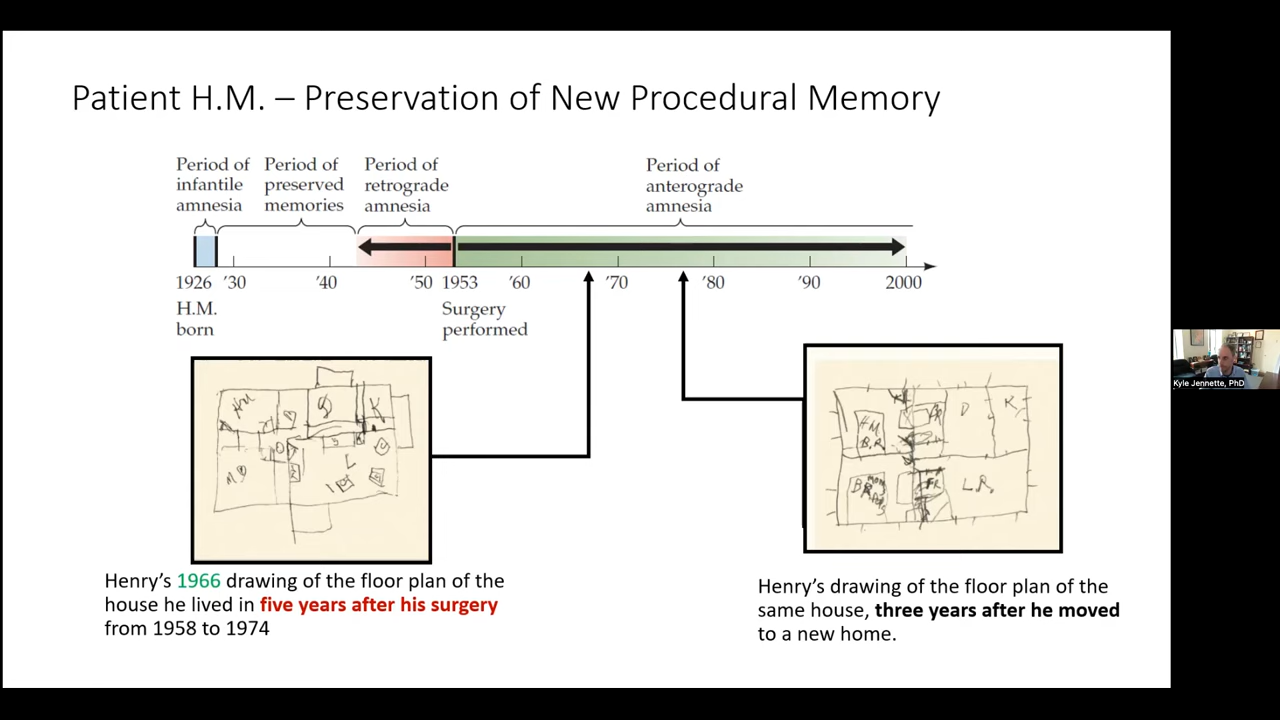 Patient H.M. – Preservation of New Procedural Memory
Period of infantile amnesia
Period of preserved memories
Period of retrograde amnesia
Period of anterograde amnesia
1926 '30 '40 '50 1953 '60 '70 '80 '90 2000
H.M. born
Surgery performed
HM D K
M
L
HM B.R. D K
BR FR L.R.
Henry's 1966 drawing of the floor plan of the
house he lived in five years after his surgery
from 1958 to 1974
Henry's drawing of the floor plan of the
same house, three years after he moved
to a new home.
Kyle Jennette, PhD